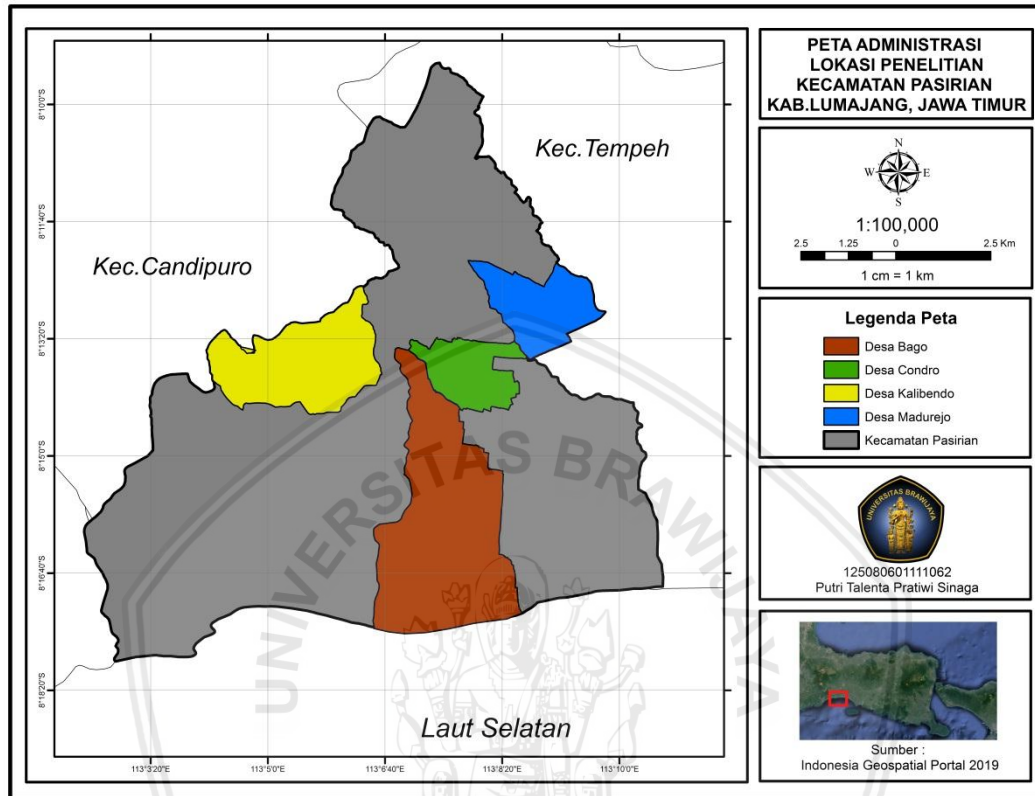 PETA ADMINISTRASI
LOKASI PENELITIAN
KECAMATAN PASIRIAN
KAB.LUMAJANG, JAWA TIMUR
N
W E
S
1:100,000
2.5 1.25 0 2.5 Km
1 cm = 1 km
Legenda Peta
Desa Bago
Desa Condro
Desa Kalibendo
Desa Madurejo
Kecamatan Pasirian
UNIVERSITAS BRAWIJAYA
125080601111062
Putri Talenta Pratiwi Sinaga
Sumber :
Indonesia Geospatial Portal 2019
Kec.Tempeh
Kec.Candipuro
Laut Selatan
8°10'0"S
8°11'40"S
8°13'20"S
8°15'0"S
8°16'40"S
8°18'20"S
113°3'20"E 113°5'0"E 113°6'40"E 113°8'20"E 113°10'0"E
UNIVERSITAS BRAWIJAYA